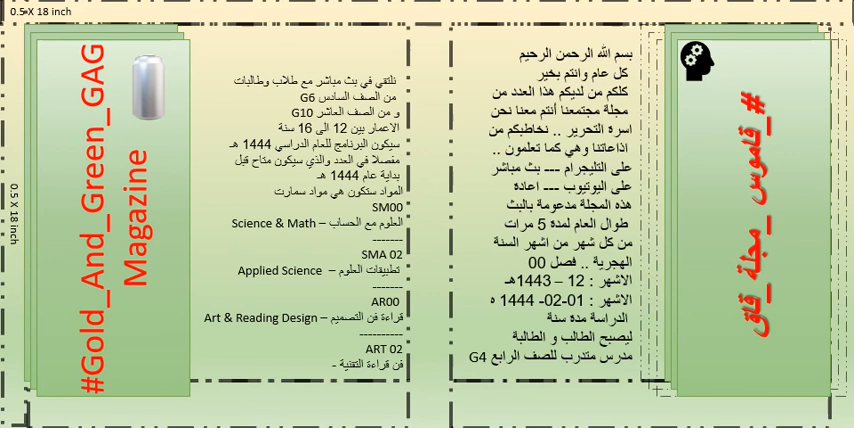 0.5 X 18 inch
0.5 X 18 Inch
#Gold_And_Green_GAG
Magazine
نلتقي في بث مباشر مع طلاب وطالبات
من الصف السادس G6
و من الصف العاشر G10
الاعمار بين 12 الى 16 سنة
سيكون البرنامج للعام الدراسي 1444 هـ
مفصلا في العدد والذي سيكون متاح قبل
بداية عام 1444 هـ
المواد ستكون هي مواد سمارت
SM00
العلوم مع الحساب – Science & Math
-------
SMA 02
تطبيقات العلوم – Applied Science
-------
AR00
قراءة فن التصميم – Art & Reading Design
----------
ART 02
فن قراءة التقنية -
بسم الله الرحمن الرحيم
كل عام وانتم بخير
كلكم من لديكم هذا العدد من
مجلة مجتمعنا أنتم معنا نحن
اسرة التحرير .. نخاطبكم من
اذاعاتنا وهي كما تعلمون ..
على التليجرام --- بث مباشر
على اليوتيوب --- اعادة
هذه المجلة مدعومة بالبث
طوال العام لمدة 5 مرات
من كل شهر من اشهر السنة
الهجرية .. فصل 00
الاشهر : 12 – 1443هـ
الاشهر : 01-02- 1444 ه
الدراسة مدة سنة
ليصبح الطالب و الطالبة
مدرس متدرب للصف الرابع G4
#_قاموس_مجلة_قاق